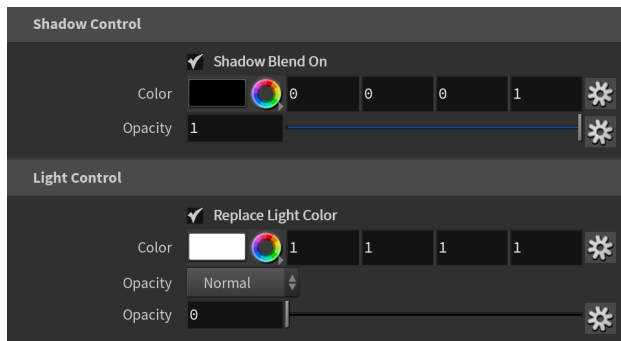 Shadow Control
Shadow Blend On
Color 0 0 0 1
Opacity 1
Light Control
Replace Light Color
Color 1 1 1 1
Opacity Normal
Opacity 0